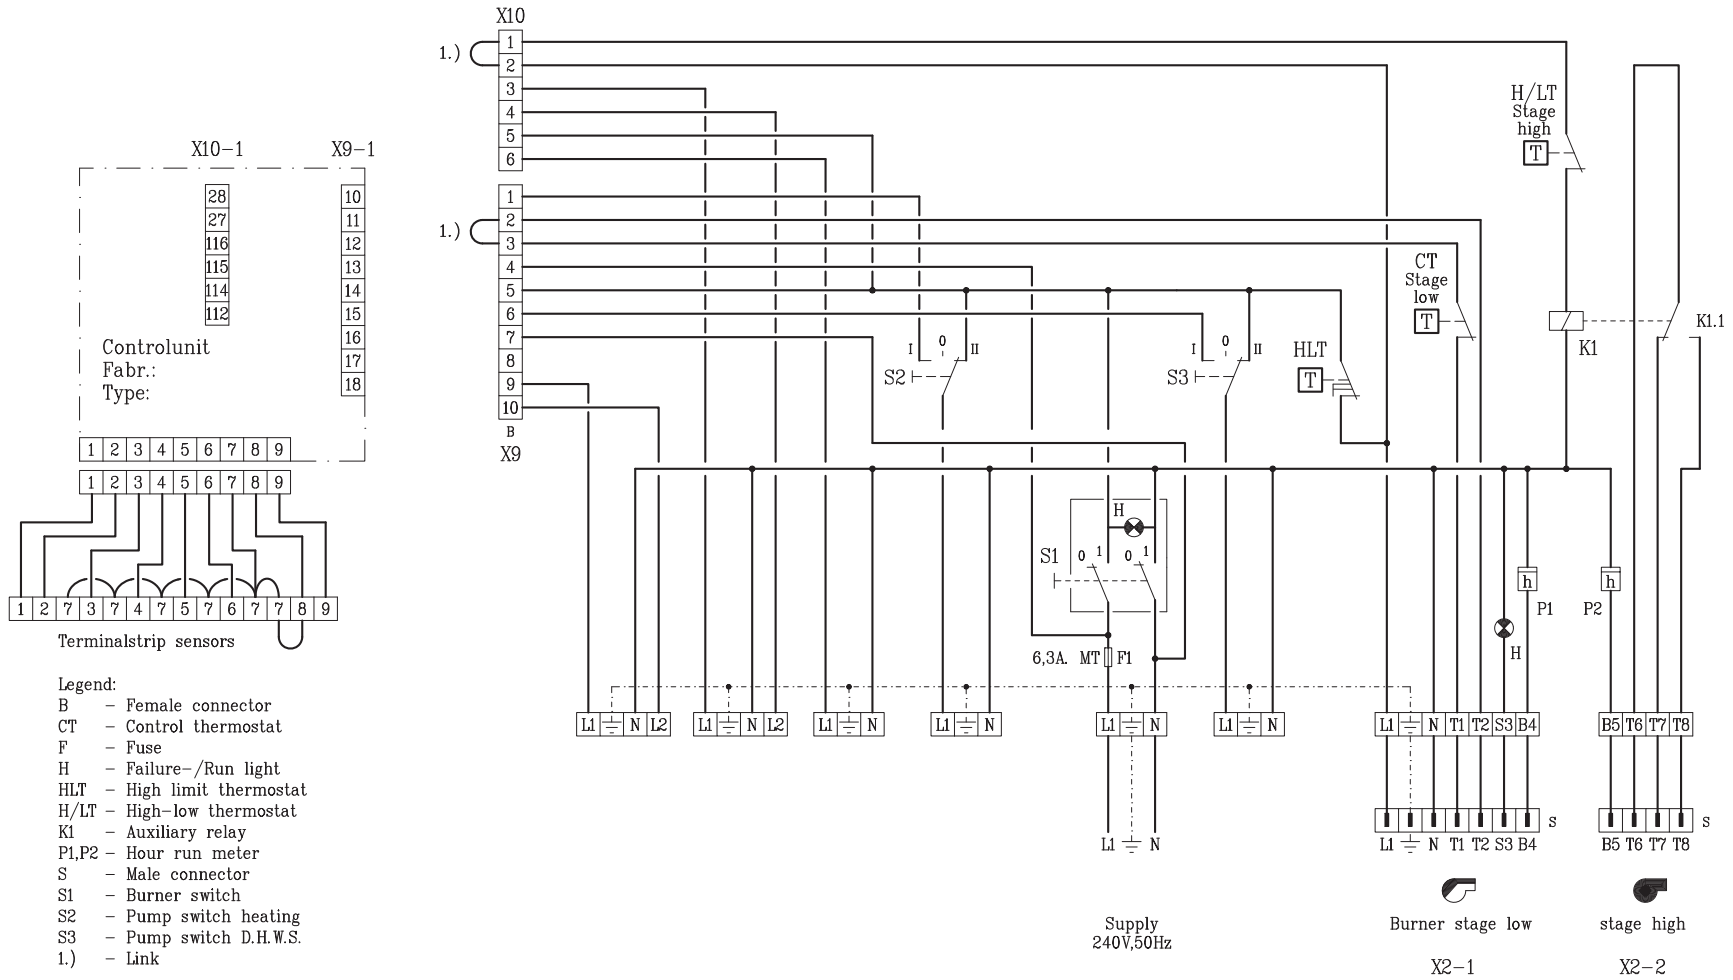 X10
1.)
1
2
3
4
5
6
X10-1
X9-1
28
27
116
115
114
112
10
11
12
13
14
15
16
17
18
Controlunit
Fabr.:
Type:
1 2 3 4 5 6 7 8 9
1 2 3 4 5 6 7 8 9
1 2 7 3 7 4 7 5 7 6 7 7 8 9
Terminalstrip sensors
1.)
1
2
3
4
5
6
7
8
9
10
B
X9
H/LT
Stage
high
T
CT
Stage
low
T
HLT
T
K1
K1.1
I 0 II
S2
I 0 II
S3
H
S1
0 1
0 1
6,3A. MT
F1
h
P1
h
P2
H
L1 N L2
L1 N L2
L1 N
L1 N
L1 N
L1 N
L1 N T1 T2 S3 B4
B5 T6 T7 T8
S
S
L1 N
L1 N T1 T2 S3 B4
B5 T6 T7 T8
Supply
240V,50Hz
Burner stage low
X2-1
stage high
X2-2
Legend:
B – Female connector
CT – Control thermostat
F – Fuse
H – Failure-/Run light
HLT – High limit thermostat
H/LT – High-low thermostat
K1 – Auxiliary relay
P1,P2 – Hour run meter
S – Male connector
S1 – Burner switch
S2 – Pump switch heating
S3 – Pump switch D.H.W.S.
1.) – Link